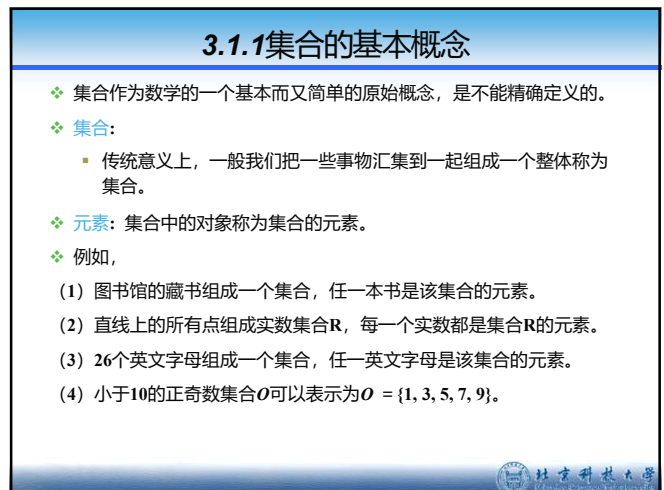 3.1.1集合的基本概念
集合作为数学的一个基本而又简单的原始概念，是不能精确定义的。
集合:
传统意义上，一般我们把一些事物汇集到一起组成一个整体称为
集合。
元素: 集合中的对象称为集合的元素。
例如，
（1）图书馆的藏书组成一个集合，任一本书是该集合的元素。
（2）直线上的所有点组成实数集合R，每一个实数都是集合R的元素。
（3）26个英文字母组成一个集合，任一英文字母是该集合的元素。
（4）小于10的正奇数集合O可以表示为O = {1, 3, 5, 7, 9}。
北京科技大学